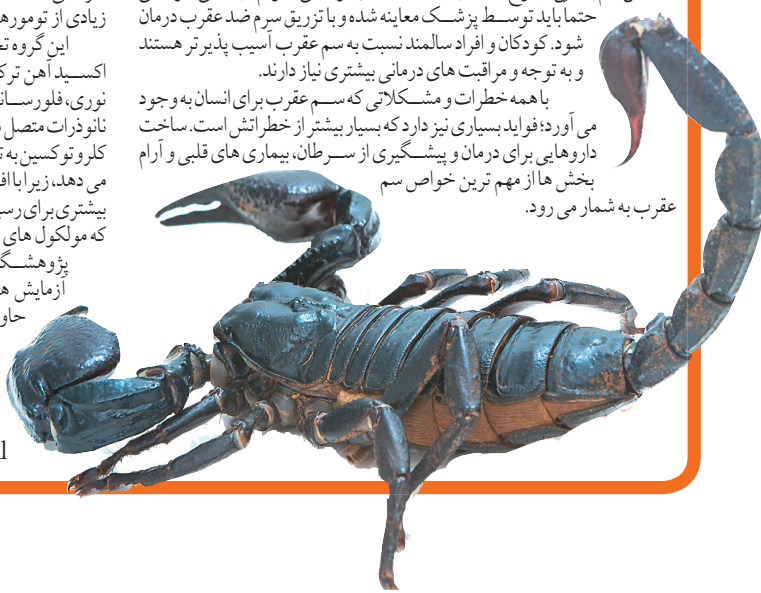 حتما باید توسط پزشک معاینه شده و با تزریق سرم ضد عقرب درمان
شود. کودکان و افراد سالمند نسبت به سم عقرب آسیب پذیرتر هستند
و به توجه و مراقبت های درمانی بیشتری نیاز دارند.
با همه خطرات و مشکلاتی که سم عقرب برای انسان به وجود
می آورد؛ فواید بسیاری نیز دارد که بسیار بیشتر از خطراتش است. ساخت
داروهایی برای درمان و پیشگیری از سرطان، بیماری های قلبی و آرام
بخش ها از مهم ترین خواص سم
عقرب به شمار می رود.
زیادی از تومورها
این گروه
اکسید آهن
نوری،
نانوذرات متصل
کلروتوکسین به
می دهد، زیرا با
بیشتری برای
که مولکول های
آزمایش